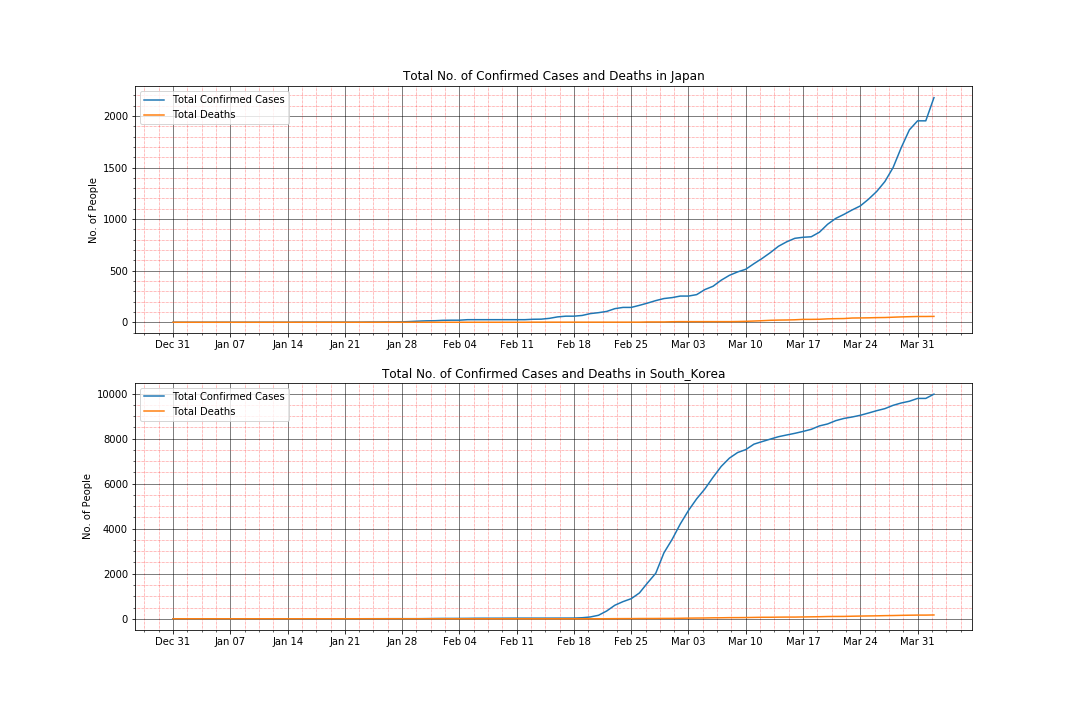 Total No. of Confirmed Cases and Deaths in Japan
Total Confirmed Cases
Total Deaths
No. of People
2000
1500
1000
500
0
Dec 31 Jan 07 Jan 14 Jan 21 Jan 28 Feb 04 Feb 11 Feb 18 Feb 25 Mar 03 Mar 10 Mar 17 Mar 24 Mar 31
Total No. of Confirmed Cases and Deaths in South_Korea
Total Confirmed Cases
Total Deaths
No. of People
10000
8000
6000
4000
2000
0
Dec 31 Jan 07 Jan 14 Jan 21 Jan 28 Feb 04 Feb 11 Feb 18 Feb 25 Mar 03 Mar 10 Mar 17 Mar 24 Mar 31